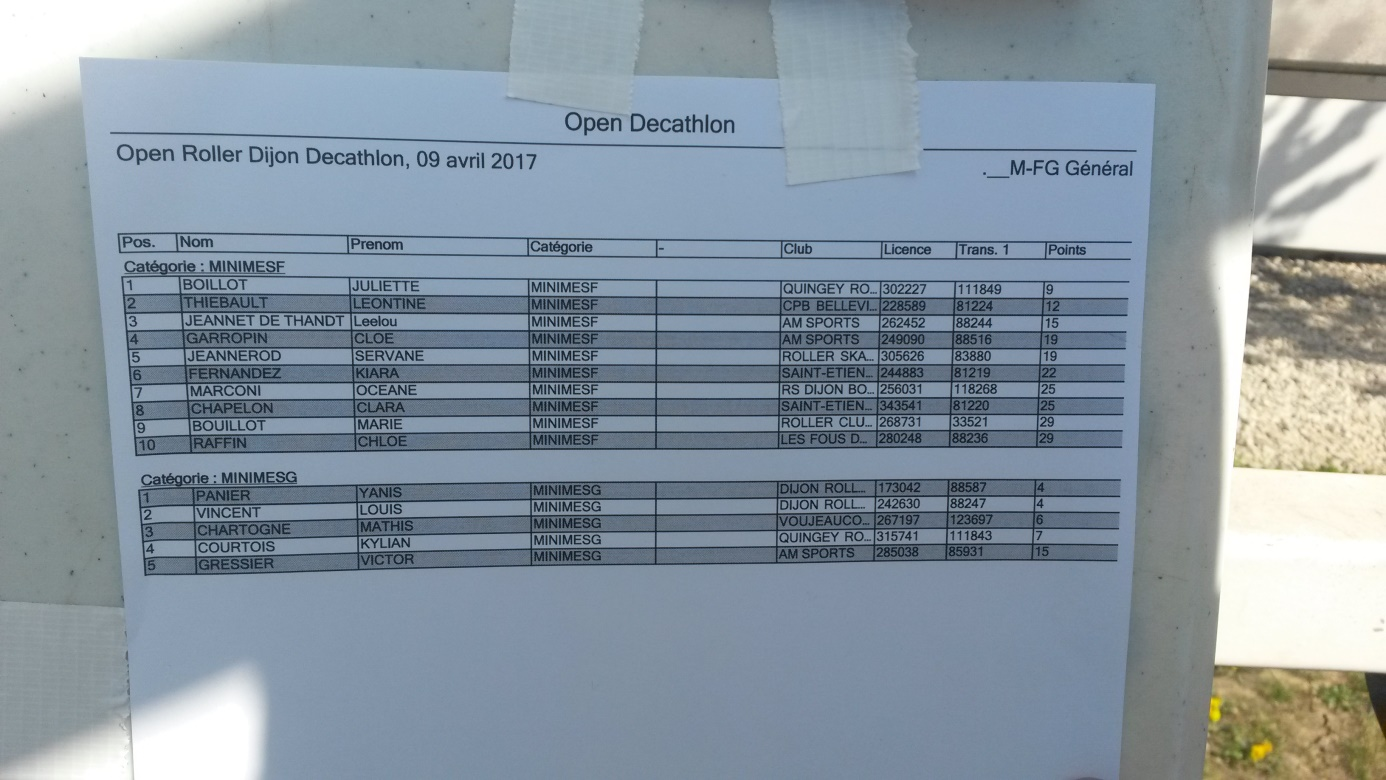 Open Decathlon
Open Roller Dijon Decathlon, 09 avril 2017
.__M-FG Général
Pos. Nom Prenom Catégorie - Club Licence Trans. 1 Points
Catégorie : MINIMESF
1 BOILLOT JULIETTE MINIMESF QUINGEY RO... 302227 111849 9
2 THIEBAULT LEONTINE MINIMESF CPB BELLEVI... 228589 81224 12
3 JEANNET DE THANDT Leelou MINIMESF AM SPORTS 262452 88244 15
4 GARROPIN CLOE MINIMESF AM SPORTS 249090 88516 19
5 JEANNEROD SERVANE MINIMESF ROLLER SKA... 305626 83880 19
6 FERNANDEZ KIARA MINIMESF SAINT-ETIEN... 244883 81219 22
7 MARCONI OCEANE MINIMESF RS DIJON BO... 256031 118268 25
8 CHAPELON CLARA MINIMESF SAINT-ETIEN... 343541 81220 25
9 BOUILLOT MARIE MINIMESF ROLLER CLU... 268731 33521 29
10 RAFFIN CHLOE MINIMESF LES FOUS D... 280248 88236 29
Catégorie : MINIMESG
1 PANIER YANIS MINIMESG DIJON ROLL... 173042 88587 4
2 VINCENT LOUIS MINIMESG DIJON ROLL... 242630 88247 4
3 CHARTOGNE MATHIS MINIMESG VOUJEAUCO... 267197 123697 6
4 COURTOIS KYLIAN MINIMESG QUINGEY RO... 315741 111843 7
5 GRESSIER VICTOR MINIMESG AM SPORTS 285038 85931 15